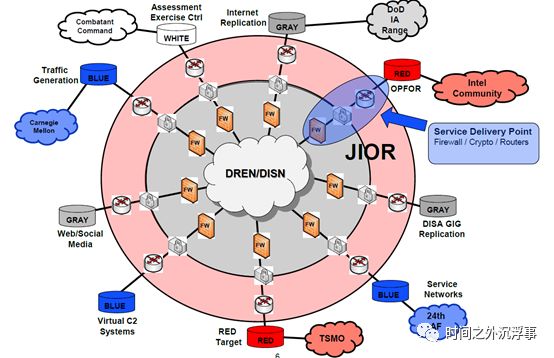 Combatant
Command
Assessment
Exercise Ctrl
WHITE
Internet
Replication
GRAY
DoD
IA
Range
Traffic
Generation
BLUE
Carnegie
Mellon
RED
OPFOR
Intel
Community
Service Delivery Point
Firewall / Crypto / Routers
JIOR
DREN/DISN
FW
FW
FW
FW
FW
FW
FW
FW
FW
FW
GRAY
Web/Social
Media
GRAY
DISA GIG
Replication
BLUE
Virtual C2
Systems
RED
Target
RED
TSMO
BLUE
Service
Networks
24th
AF
时间之外沉浮事
6